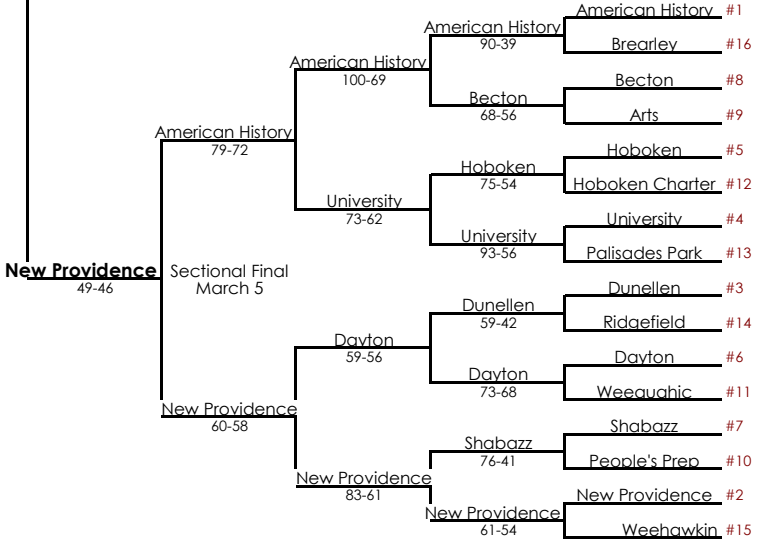 American History #1
American History
90-39
Brearley #16
American History
100-69
Becton #8
Becton
68-56
Arts #9
American History
79-72
Hoboken #5
Hoboken
75-54
Hoboken Charter #12
University
73-62
University #4
University
93-56
Palisades Park #13
New Providence
49-46
Sectional Final
March 5
Dunellen #3
Dunellen
59-42
Ridgefield #14
Dayton
59-56
Dayton #6
Dayton
73-68
Weequahic #11
New Providence
60-58
Shabazz #7
Shabazz
76-41
People's Prep #10
New Providence
83-61
New Providence #2
New Providence
61-54
Weehawkin #15